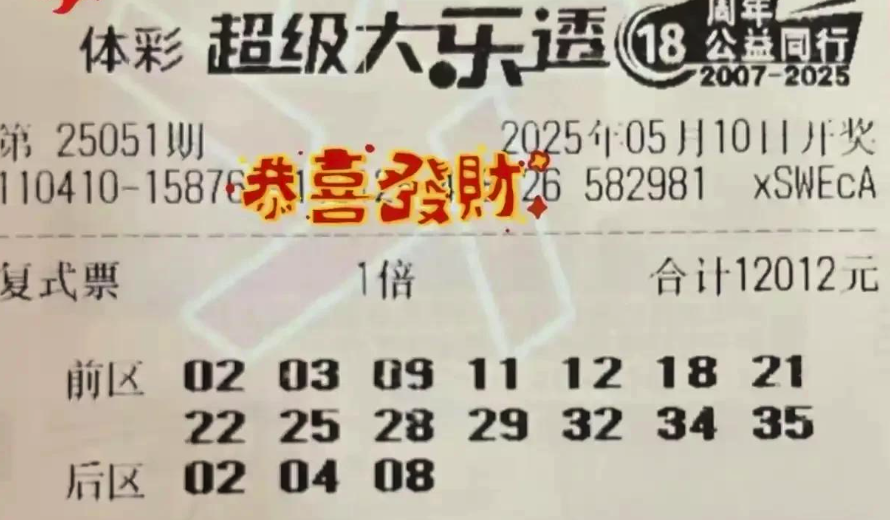 体彩 超级大乐透 18 周年
公益同行
2007-2025
第 25051期 2025年05月10日开奖
110410-15876 26 582981 xSWEcA
恭喜發財
复式票 1倍 合计12012元
前区 02 03 09 11 12 18 21
22 25 28 29 32 34 35
后区 02 04 08